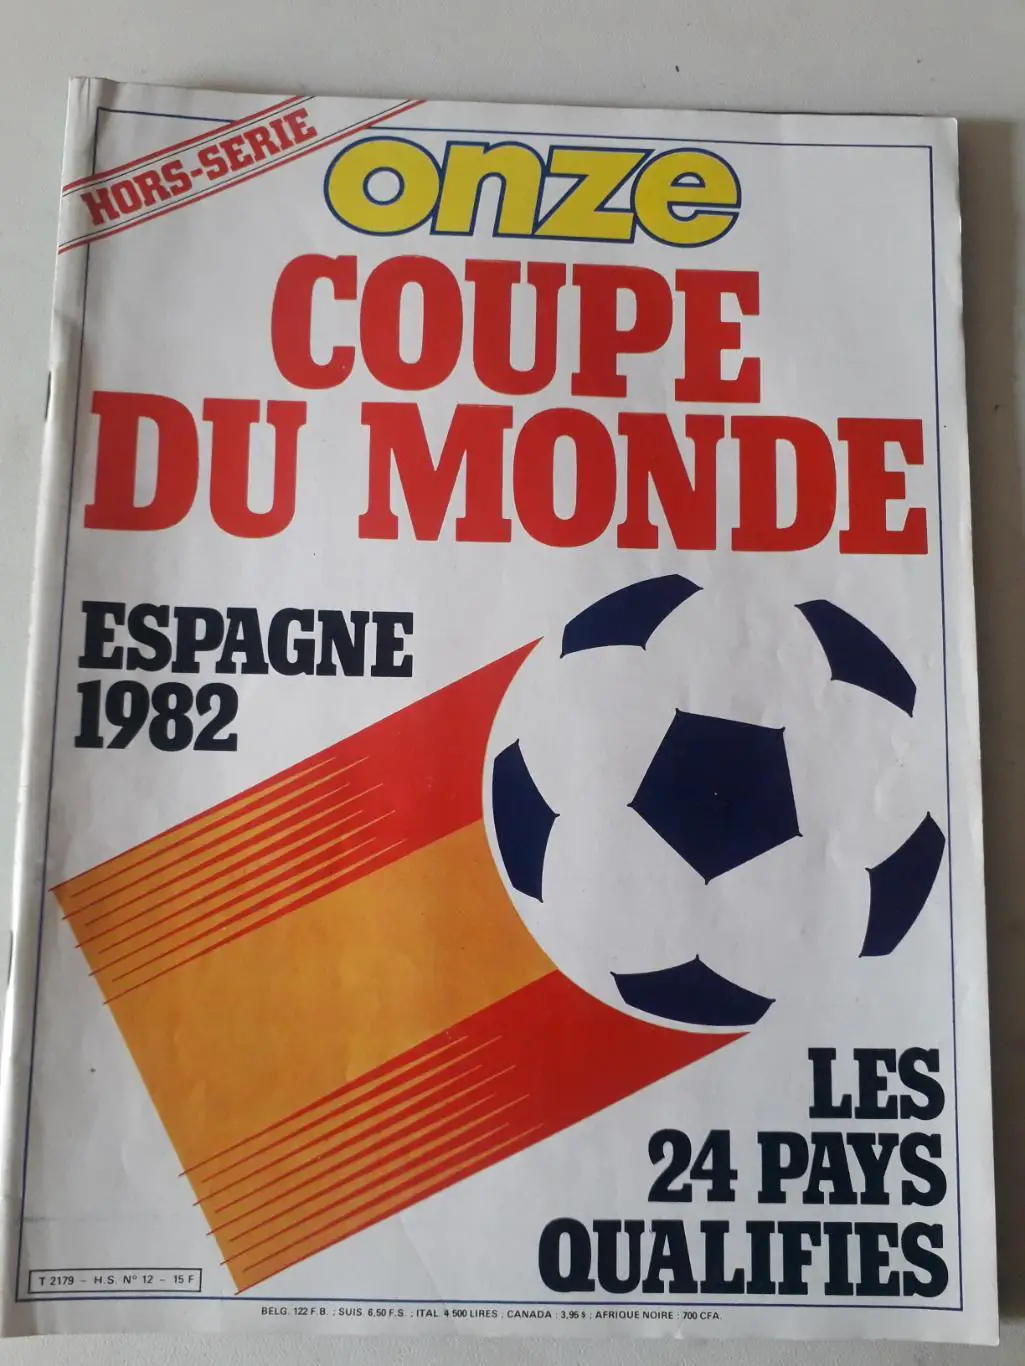 HORS-SERIE
onze
COUPE
DU MONDE
ESPAGNE
1982
LES
24 PAYS
QUALIFIES
T 2179 - H.S. Nº 12 - 15 F
BELG. 122 F.B. ; SUIS. 6,50 F.S. ; ITAL. 4 500 LIRES ; CANADA : 3,95 $ ; AFRIQUE NOIRE : 700 CFA.